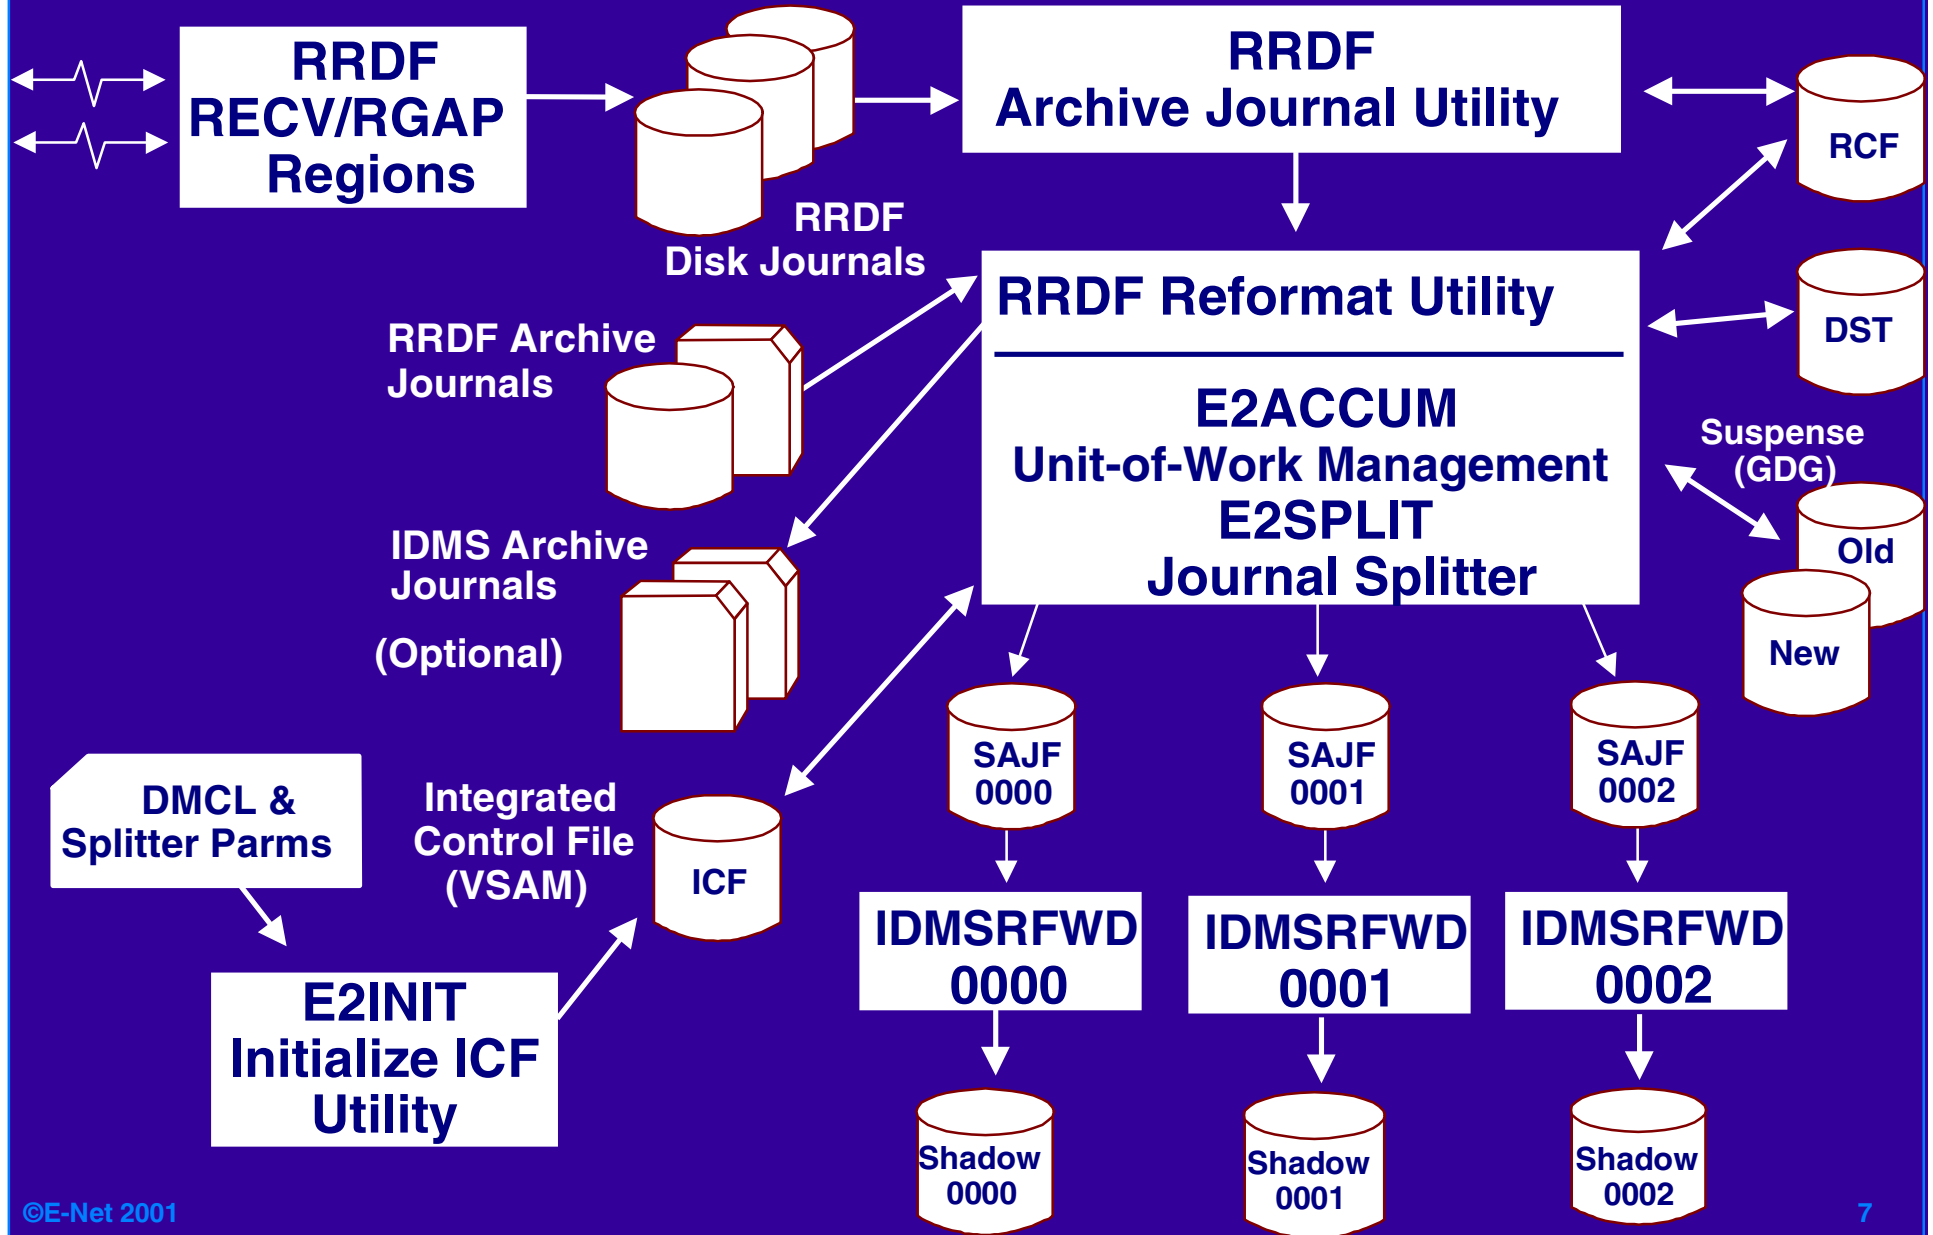 RRDF
RECV/RGAP
Regions
RRDF
Disk Journals
RRDF
Archive Journal Utility
RCF
RRDF Reformat Utility
E2ACCUM
Unit-of-Work Management
E2SPLIT
Journal Splitter
DST
Suspense
(GDG)
Old
New
RRDF Archive
Journals
IDMS Archive
Journals
(Optional)
DMCL &
Splitter Parms
Integrated
Control File
(VSAM)
ICF
E2INIT
Initialize ICF
Utility
SAJF
0000
SAJF
0001
SAJF
0002
IDMSRFWD
0000
IDMSRFWD
0001
IDMSRFWD
0002
Shadow
0000
Shadow
0001
Shadow
0002
©E-Net 2001
7